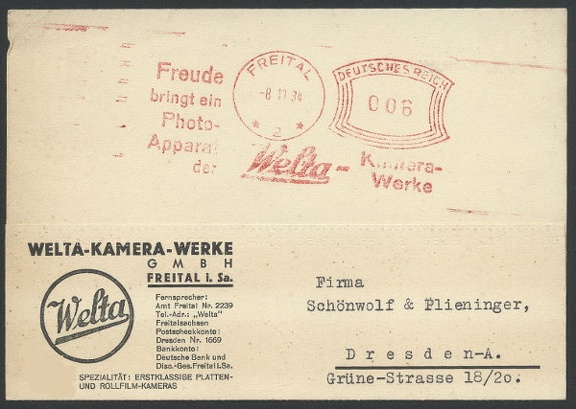 Freude
bringt ein
Photo-
Apparat
der Welta-Kamera-
Werke
FREITAL
-8.11.34
* 2 *
DEUTSCHES REICH
006
WELTA-KAMERA-WERKE
GMBH
FREITAL i. Sa.
Welta
Fernsprecher:
Amt Freital Nr. 2239
Tel.-Adr.: „Welta"
Freitalsachsen
Postscheckkonto:
Dresden Nr. 1669
Bankkonto:
Deutsche Bank und
Disc.-Ges. Freital i. Sa.
SPEZIALITÄT: ERSTKLASSIGE PLATTEN-
UND ROLLFILM-KAMERAS
Firma
Schönwolf & Plieninger,
Dresden-A.
Grüne-Strasse 18/20.